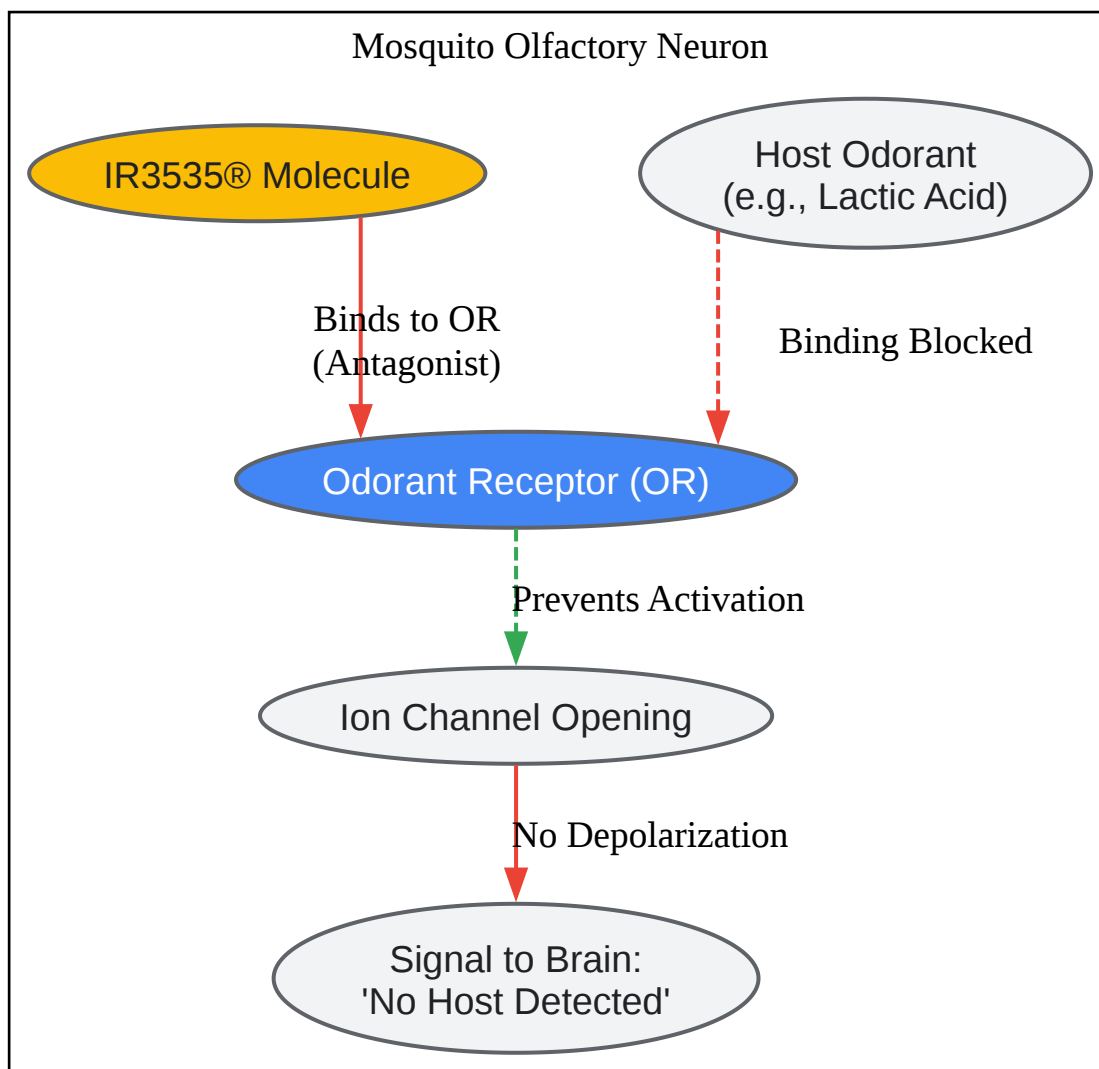 Mosquito Olfactory Neuron
IR3535® Molecule
Host Odorant
(e.g., Lactic Acid)
Binds to OR
(Antagonist)
Binding Blocked
Odorant Receptor (OR)
Prevents Activation
Ion Channel Opening
No Depolarization
Signal to Brain:
'No Host Detected'